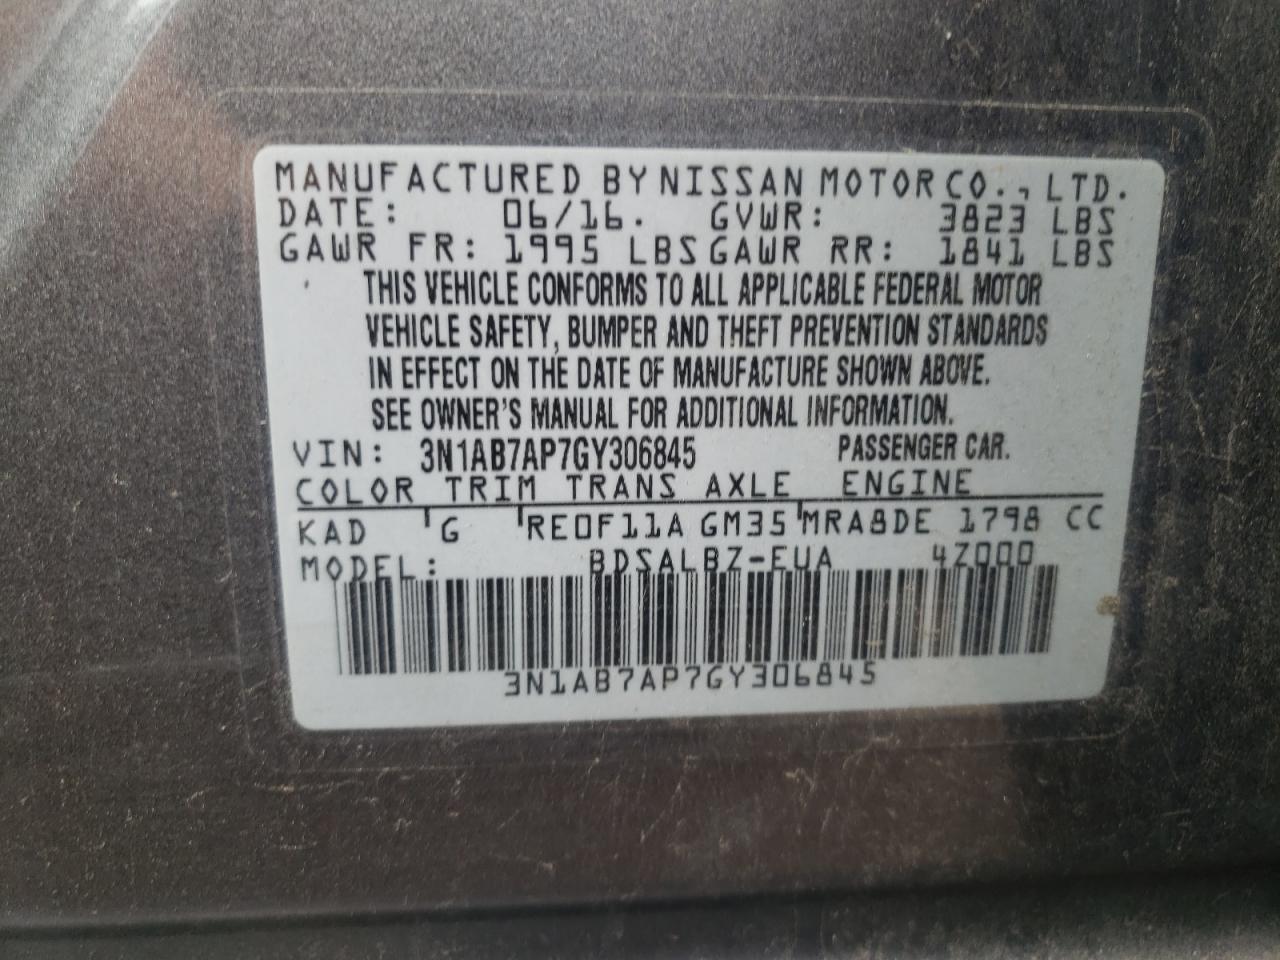 MANUFACTURED BY NISSAN MOTOR CO., LTD.
DATE: 06/16. GVWR: 3823 LBS
GAWR FR: 1995 LBS GAWR RR: 1841 LBS
THIS VEHICLE CONFORMS TO ALL APPLICABLE FEDERAL MOTOR
VEHICLE SAFETY, BUMPER AND THEFT PREVENTION STANDARDS
IN EFFECT ON THE DATE OF MANUFACTURE SHOWN ABOVE.
SEE OWNER'S MANUAL FOR ADDITIONAL INFORMATION.
VIN: 3N1AB7AP7GY306845 PASSENGER CAR.
COLOR TRIM TRANS AXLE ENGINE
KAD G RE0F11A GM35 MRA8DE 1798 CC
MODEL: BDSALBZ-EUA 4Z000
3N1AB7AP7GY306845